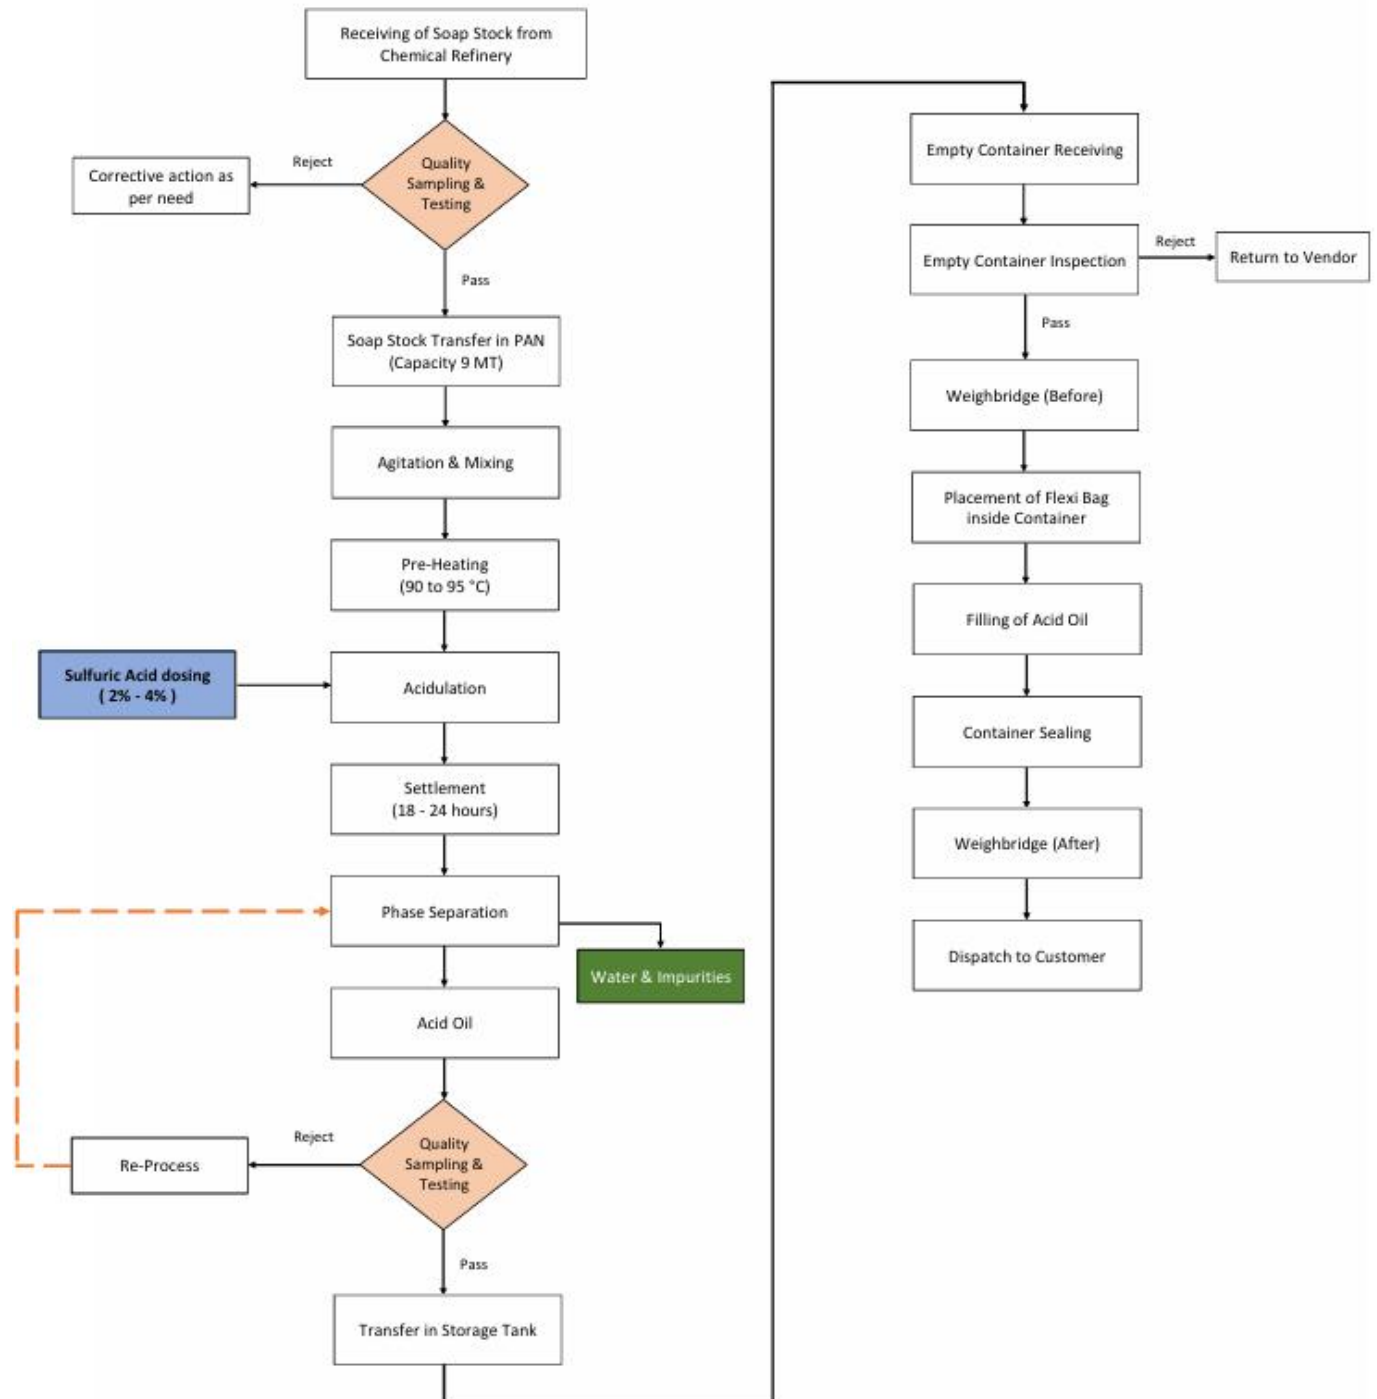 Receiving of Soap Stock from
Chemical Refinery
Quality
Sampling &
Testing
Reject
Corrective action as
per need
Pass
Soap Stock Transfer in PAN
(Capacity 9 MT)
Agitation & Mixing
Pre-Heating
(90 to 95 °C)
Sulfuric Acid dosing
( 2% - 4% )
Acidulation
Settlement
(18 - 24 hours)
Phase Separation
Water & Impurities
Acid Oil
Quality
Sampling &
Testing
Reject
Re-Process
Pass
Transfer in Storage Tank
Empty Container Receiving
Empty Container Inspection
Reject
Return to Vendor
Pass
Weighbridge (Before)
Placement of Flexi Bag
inside Container
Filling of Acid Oil
Container Sealing
Weighbridge (After)
Dispatch to Customer